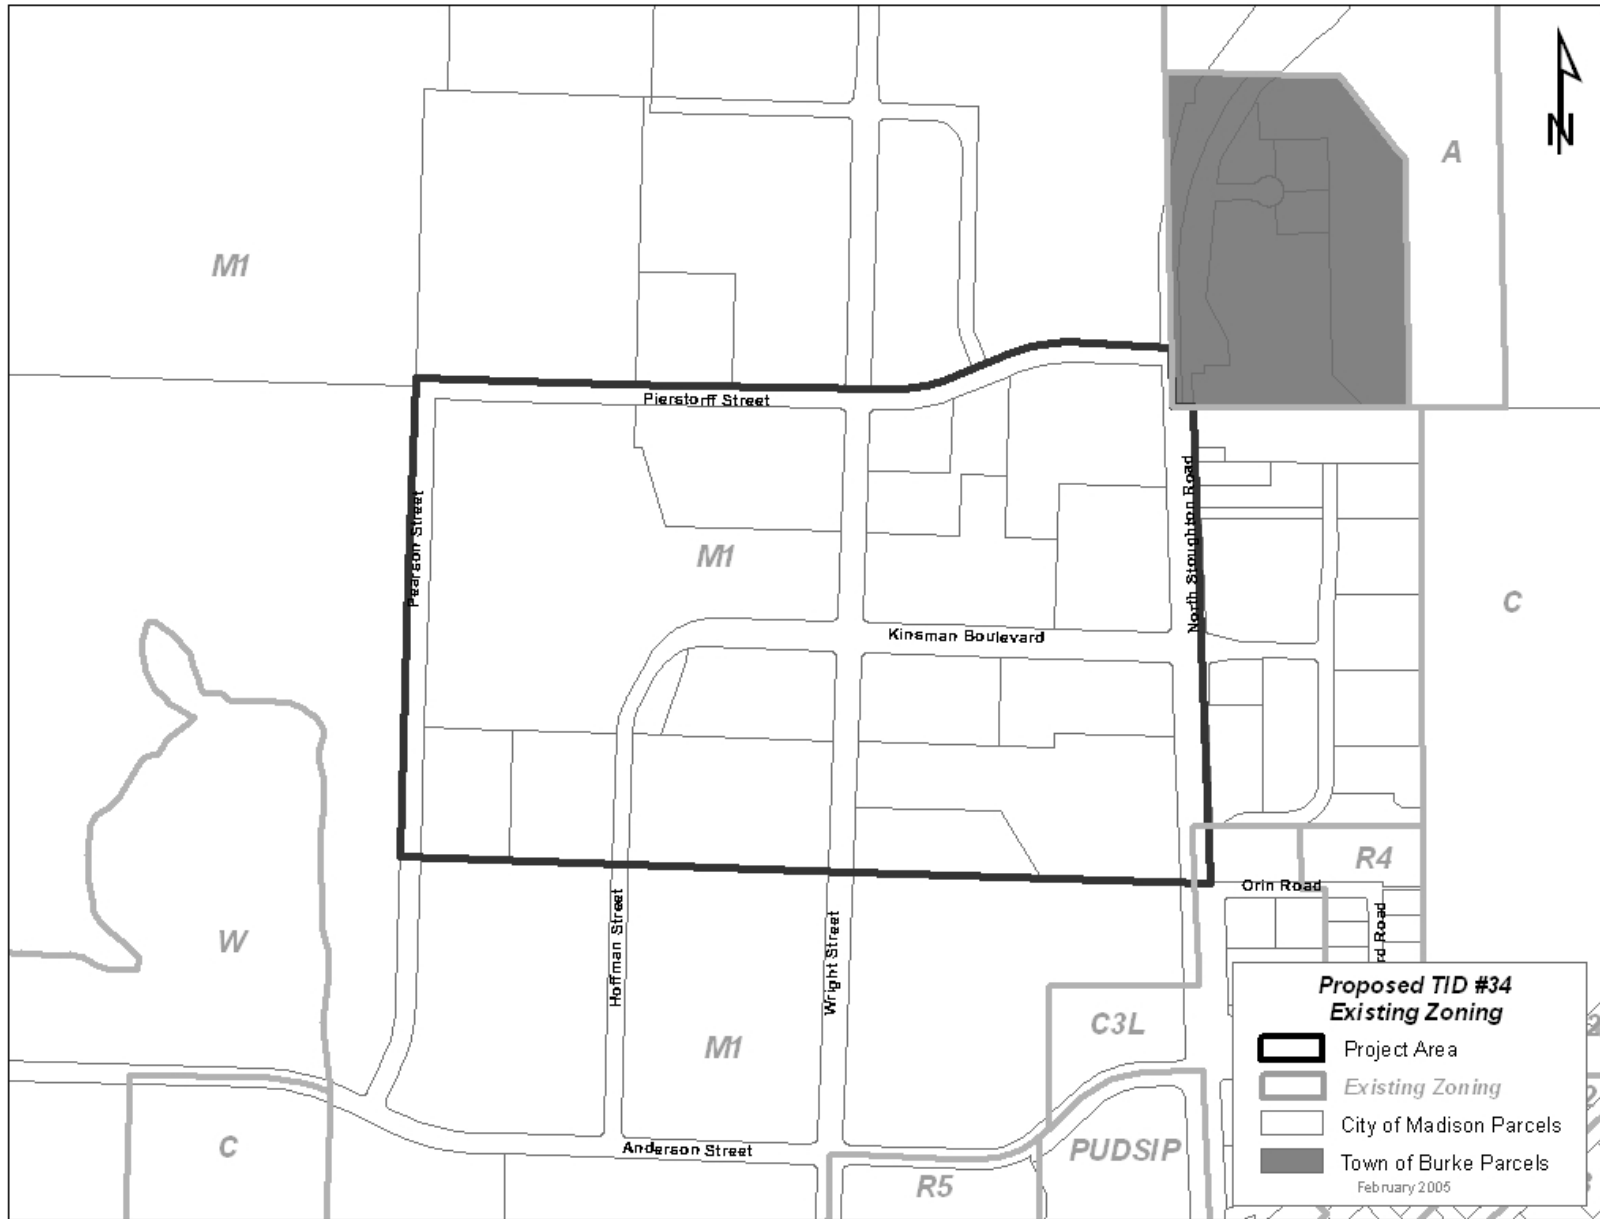 N
A
M1
Pierstorff Street
Pearson Street
North Stoughton Road
M1
C
Kinsman Boulevard
R4
Orin Road
W
Hoffman Street
Wright Street
rd Road
C3L
M1
C
Anderson Street
PUDSIP
R5
Proposed TID #34
Existing Zoning
Project Area
Existing Zoning
City of Madison Parcels
Town of Burke Parcels
February 2005